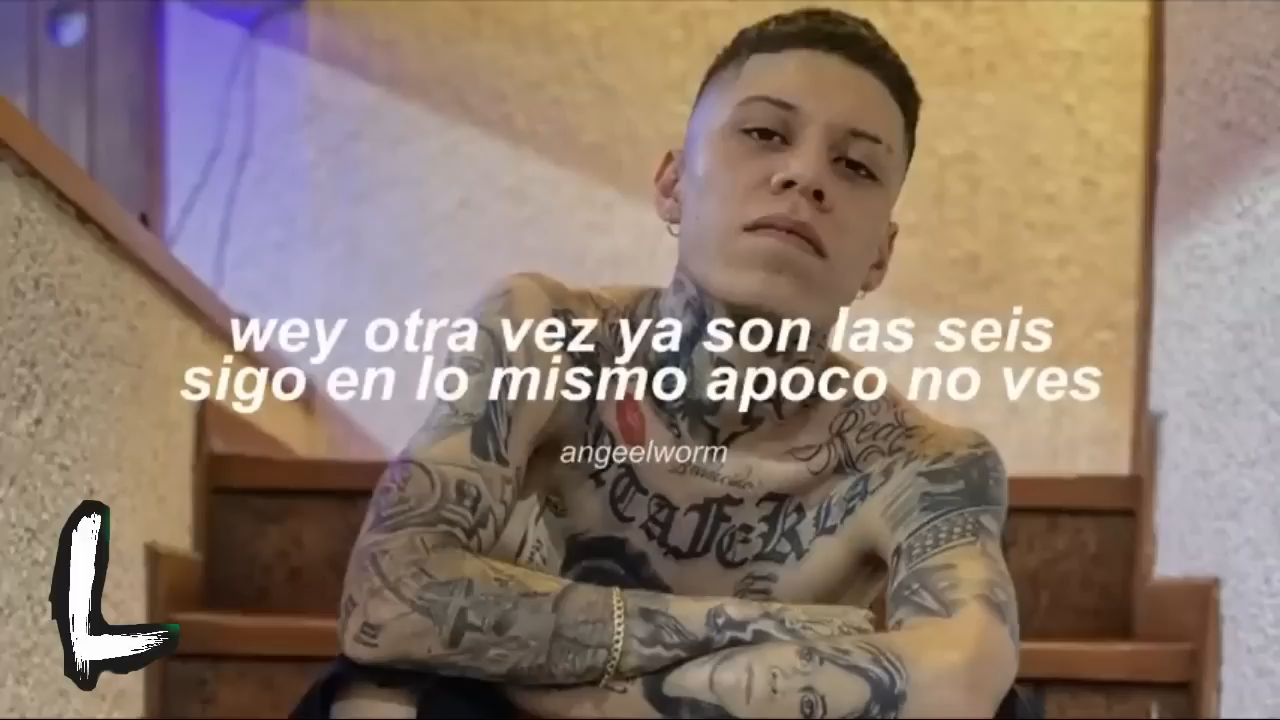 wey otra vez ya son las seis
sigo en lo mismo apoco no ves
angeelworm
L